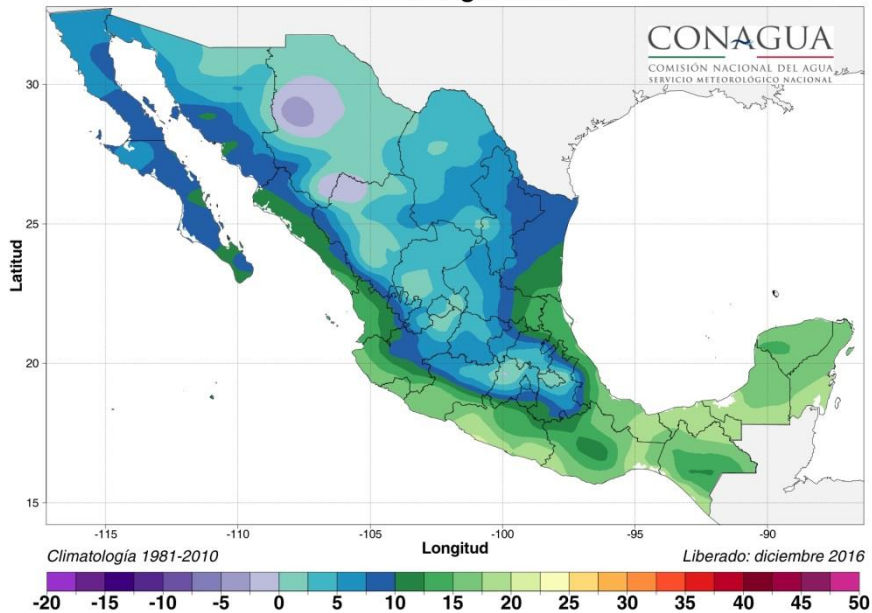 CONAGUA
COMISIÓN NACIONAL DEL AGUA
SERVICIO METEOROLÓGICO NACIONAL
30
25
20
15
Latitud
-115
-110
-105
-100
-95
-90
Longitud
Climatología 1981-2010
Liberado: diciembre 2016
-20 -15 -10 -5 0 5 10 15 20 25 30 35 40 45 50